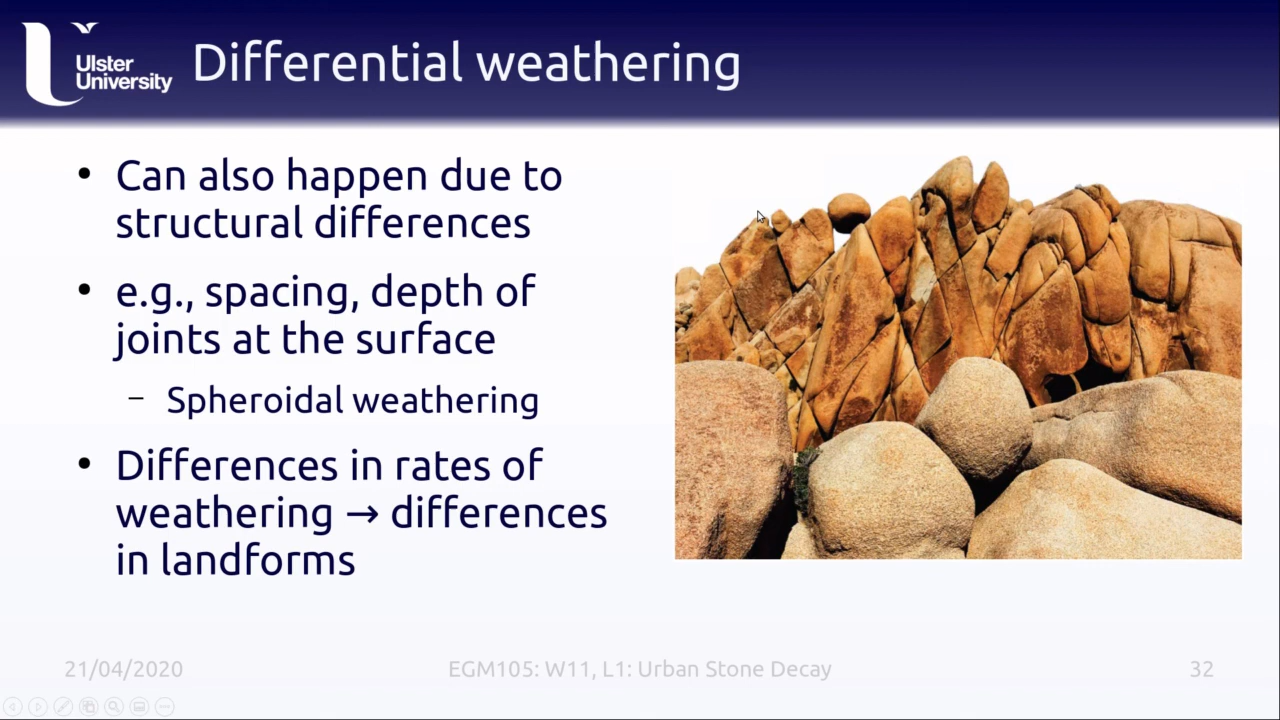 Ulster
University
Differential weathering
• Can also happen due to
structural differences
• e.g., spacing, depth of
joints at the surface
– Spheroidal weathering
• Differences in rates of
weathering → differences
in landforms
21/04/2020
EGM105: W11, L1: Urban Stone Decay
32